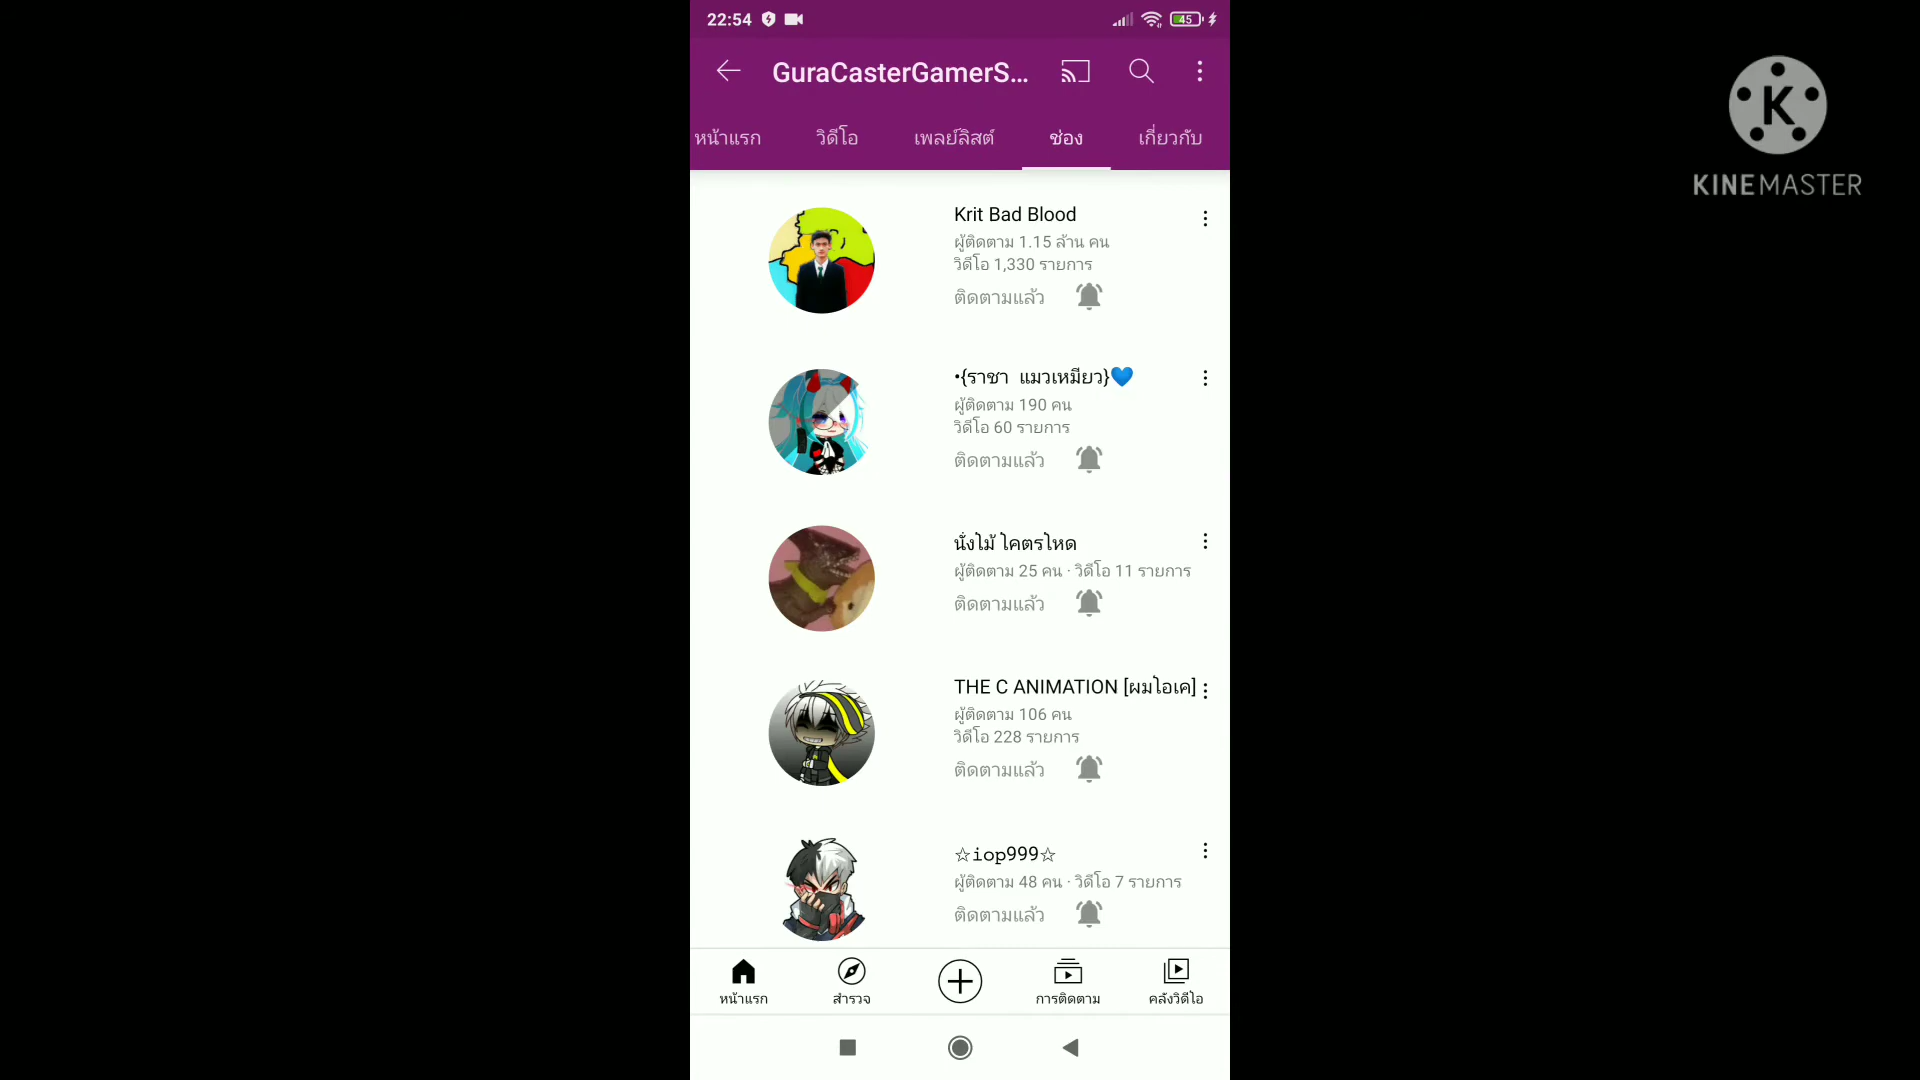 22:54
45
GuraCasterGamerS...
หน้าแรก วิดีโอ เพลย์ลิสต์ ช่อง เกี่ยวกับ
K
KINEMASTER
Krit Bad Blood
ผู้ติดตาม 1.15 ล้าน คน
วิดีโอ 1,330 รายการ
ติดตามแล้ว
•{ราชา แมวเหมียว}💙
ผู้ติดตาม 190 คน
วิดีโอ 60 รายการ
ติดตามแล้ว
นั่งไม้ โคตรโหด
ผู้ติดตาม 25 คน · วิดีโอ 11 รายการ
ติดตามแล้ว
THE C ANIMATION [ผมโอเค]
ผู้ติดตาม 106 คน
วิดีโอ 228 รายการ
ติดตามแล้ว
☆iop999☆
ผู้ติดตาม 48 คน · วิดีโอ 7 รายการ
ติดตามแล้ว
หน้าแรก สำรวจ การติดตาม คลังวิดีโอ